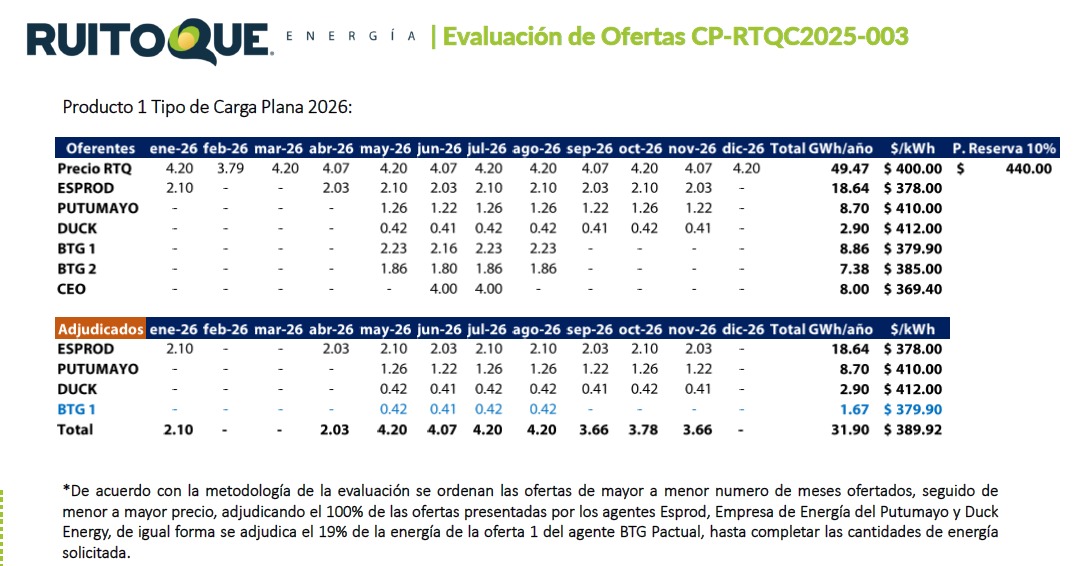 RUITOQUE. ENERGÍA | Evaluación de Ofertas CP-RTQC2025-003
Producto 1 Tipo de Carga Plana 2026:
Oferentes ene-26 feb-26 mar-26 abr-26 may-26 jun-26 jul-26 ago-26 sep-26 oct-26 nov-26 dic-26 Total GWh/año $/kWh P. Reserva 10%
Precio RTQ 4.20 3.79 4.20 4.07 4.20 4.07 4.20 4.20 4.07 4.20 4.07 4.20 49.47 $ 400.00 $ 440.00
ESPROD 2.10 - - 2.03 2.10 2.03 2.10 2.10 2.03 2.10 2.03 - 18.64 $ 378.00
PUTUMAYO - - - - 1.26 1.22 1.26 1.26 1.22 1.26 1.22 - 8.70 $ 410.00
DUCK - - - - 0.42 0.41 0.42 0.42 0.41 0.42 0.41 - 2.90 $ 412.00
BTG 1 - - - - 2.23 2.16 2.23 2.23 - - - - 8.86 $ 379.90
BTG 2 - - - - 1.86 1.80 1.86 1.86 - - - - 7.38 $ 385.00
CEO - - - - - 4.00 4.00 - - - - - 8.00 $ 369.40
Adjudicados ene-26 feb-26 mar-26 abr-26 may-26 jun-26 jul-26 ago-26 sep-26 oct-26 nov-26 dic-26 Total GWh/año $/kWh
ESPROD 2.10 - - 2.03 2.10 2.03 2.10 2.10 2.03 2.10 2.03 - 18.64 $ 378.00
PUTUMAYO - - - - 1.26 1.22 1.26 1.26 1.22 1.26 1.22 - 8.70 $ 410.00
DUCK - - - - 0.42 0.41 0.42 0.42 0.41 0.42 0.41 - 2.90 $ 412.00
BTG 1 - - - - 0.42 0.41 0.42 0.42 - - - - 1.67 $ 379.90
Total 2.10 - - 2.03 4.20 4.07 4.20 4.20 3.66 3.78 3.66 - 31.90 $ 389.92
*De acuerdo con la metodología de la evaluación se ordenan las ofertas de mayor a menor numero de meses ofertados, seguido de
menor a mayor precio, adjudicando el 100% de las ofertas presentadas por los agentes Esprod, Empresa de Energía del Putumayo y Duck
Energy, de igual forma se adjudica el 19% de la energía de la oferta 1 del agente BTG Pactual, hasta completar las cantidades de energía
solicitada.